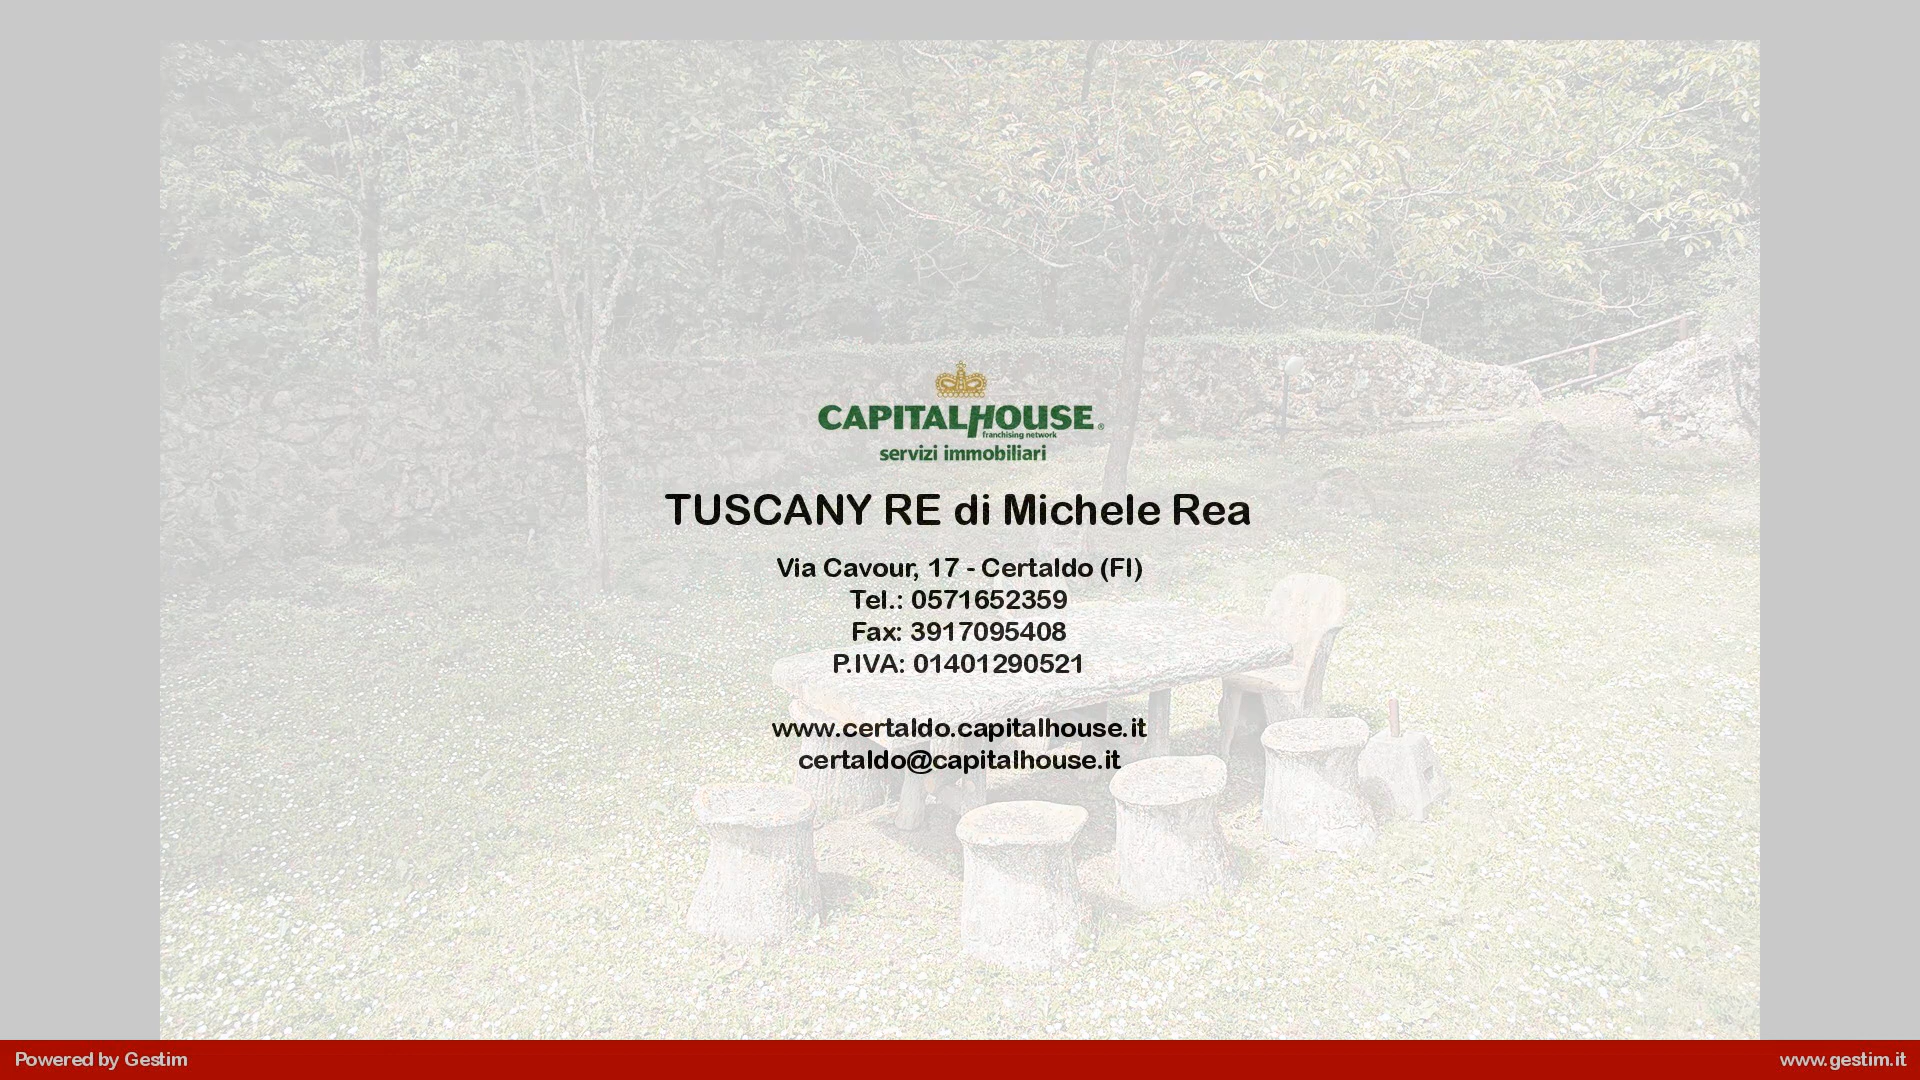 CAPITALHOUSE®
franchising network
servizi immobiliari
TUSCANY RE di Michele Rea
Via Cavour, 17 - Certaldo (FI)
Tel.: 0571652359
Fax: 3917095408
P.IVA: 01401290521
www.certaldo.capitalhouse.it
certaldo@capitalhouse.it
Powered by Gestim
www.gestim.it